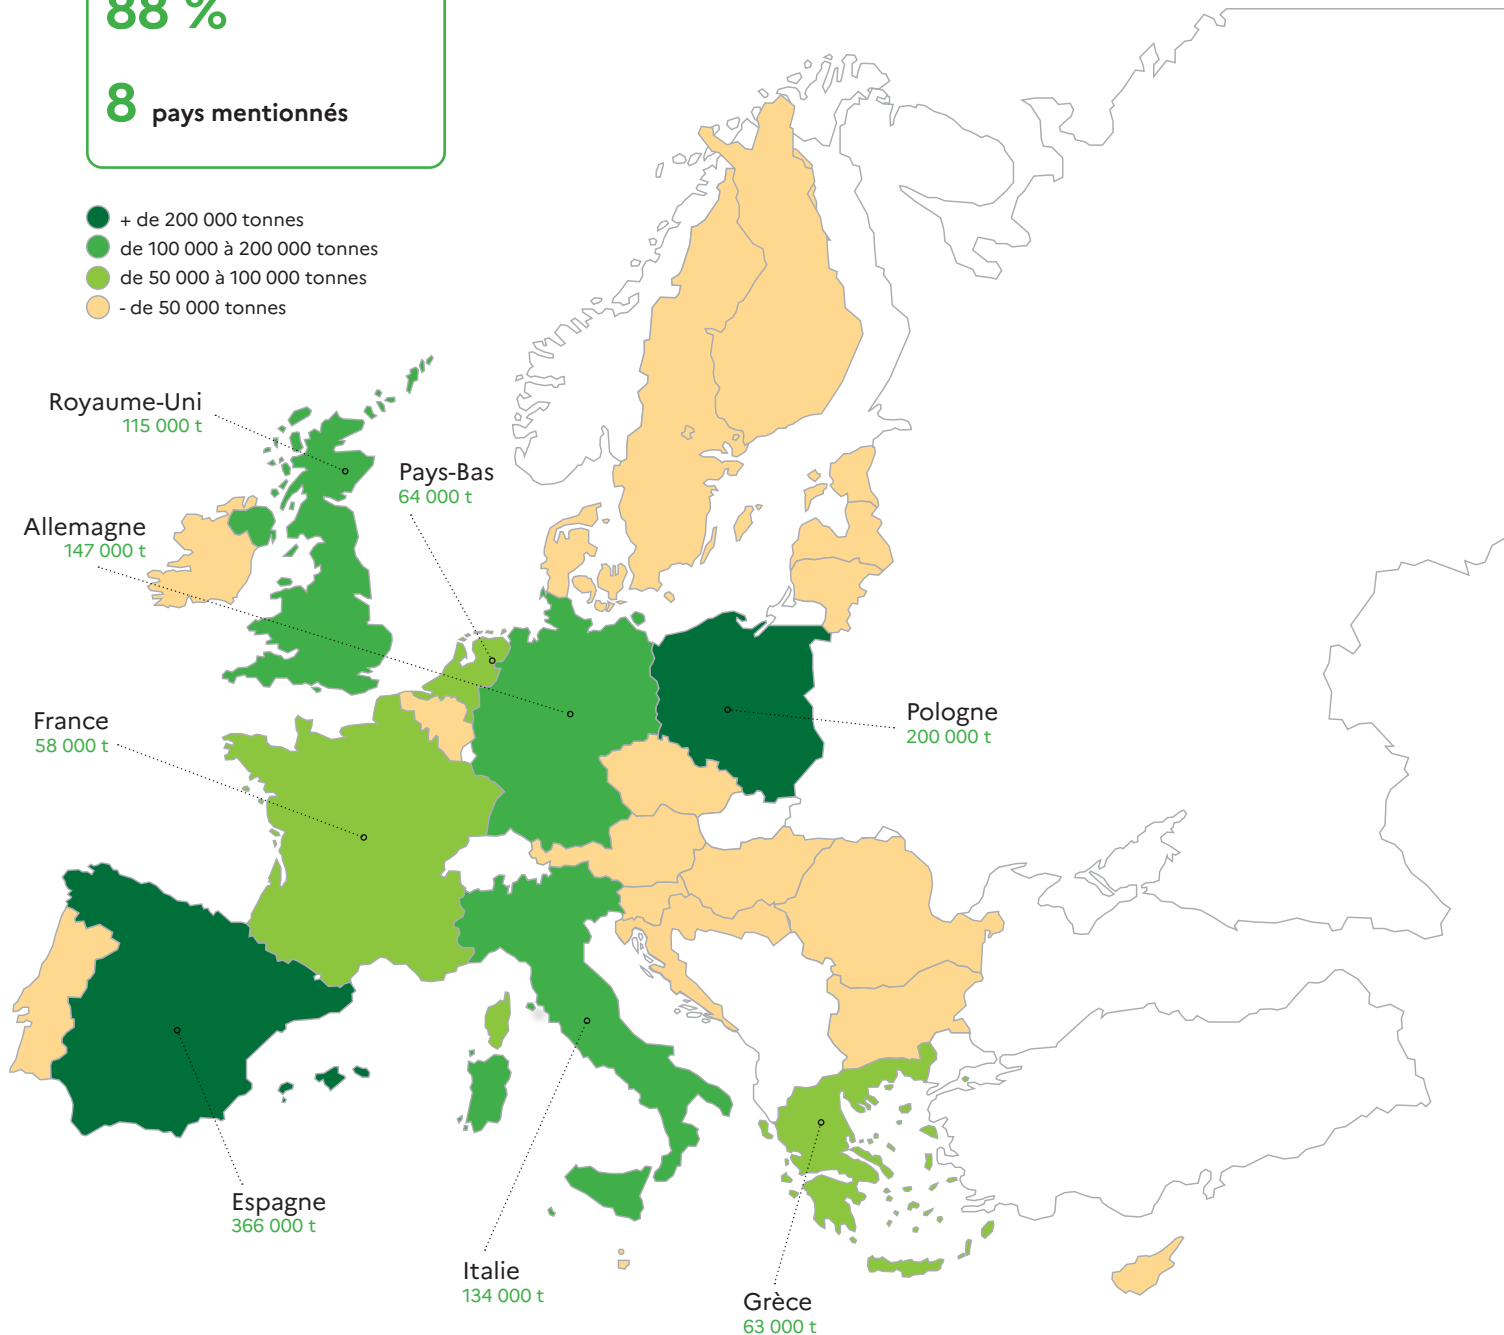 88 %
8 pays mentionnés
+ de 200 000 tonnes
de 100 000 à 200 000 tonnes
de 50 000 à 100 000 tonnes
- de 50 000 tonnes
Royaume-Uni
115 000 t
Pays-Bas
64 000 t
Allemagne
147 000 t
France
58 000 t
Pologne
200 000 t
Espagne
366 000 t
Italie
134 000 t
Grèce
63 000 t